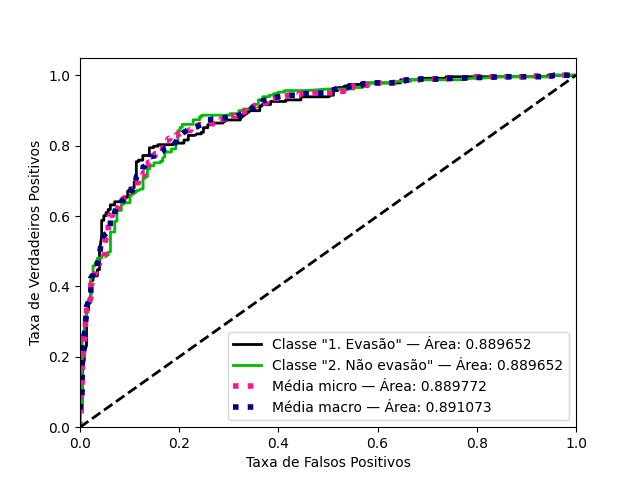 1.0
0.8
0.6
0.4
0.2
0.0
Taxa de Verdadeiros Positivos
Classe "1. Evasão" — Área: 0.889652
Classe "2. Não evasão" — Área: 0.889652
Média micro — Área: 0.889772
Média macro — Área: 0.891073
0.0 0.2 0.4 0.6 0.8 1.0
Taxa de Falsos Positivos